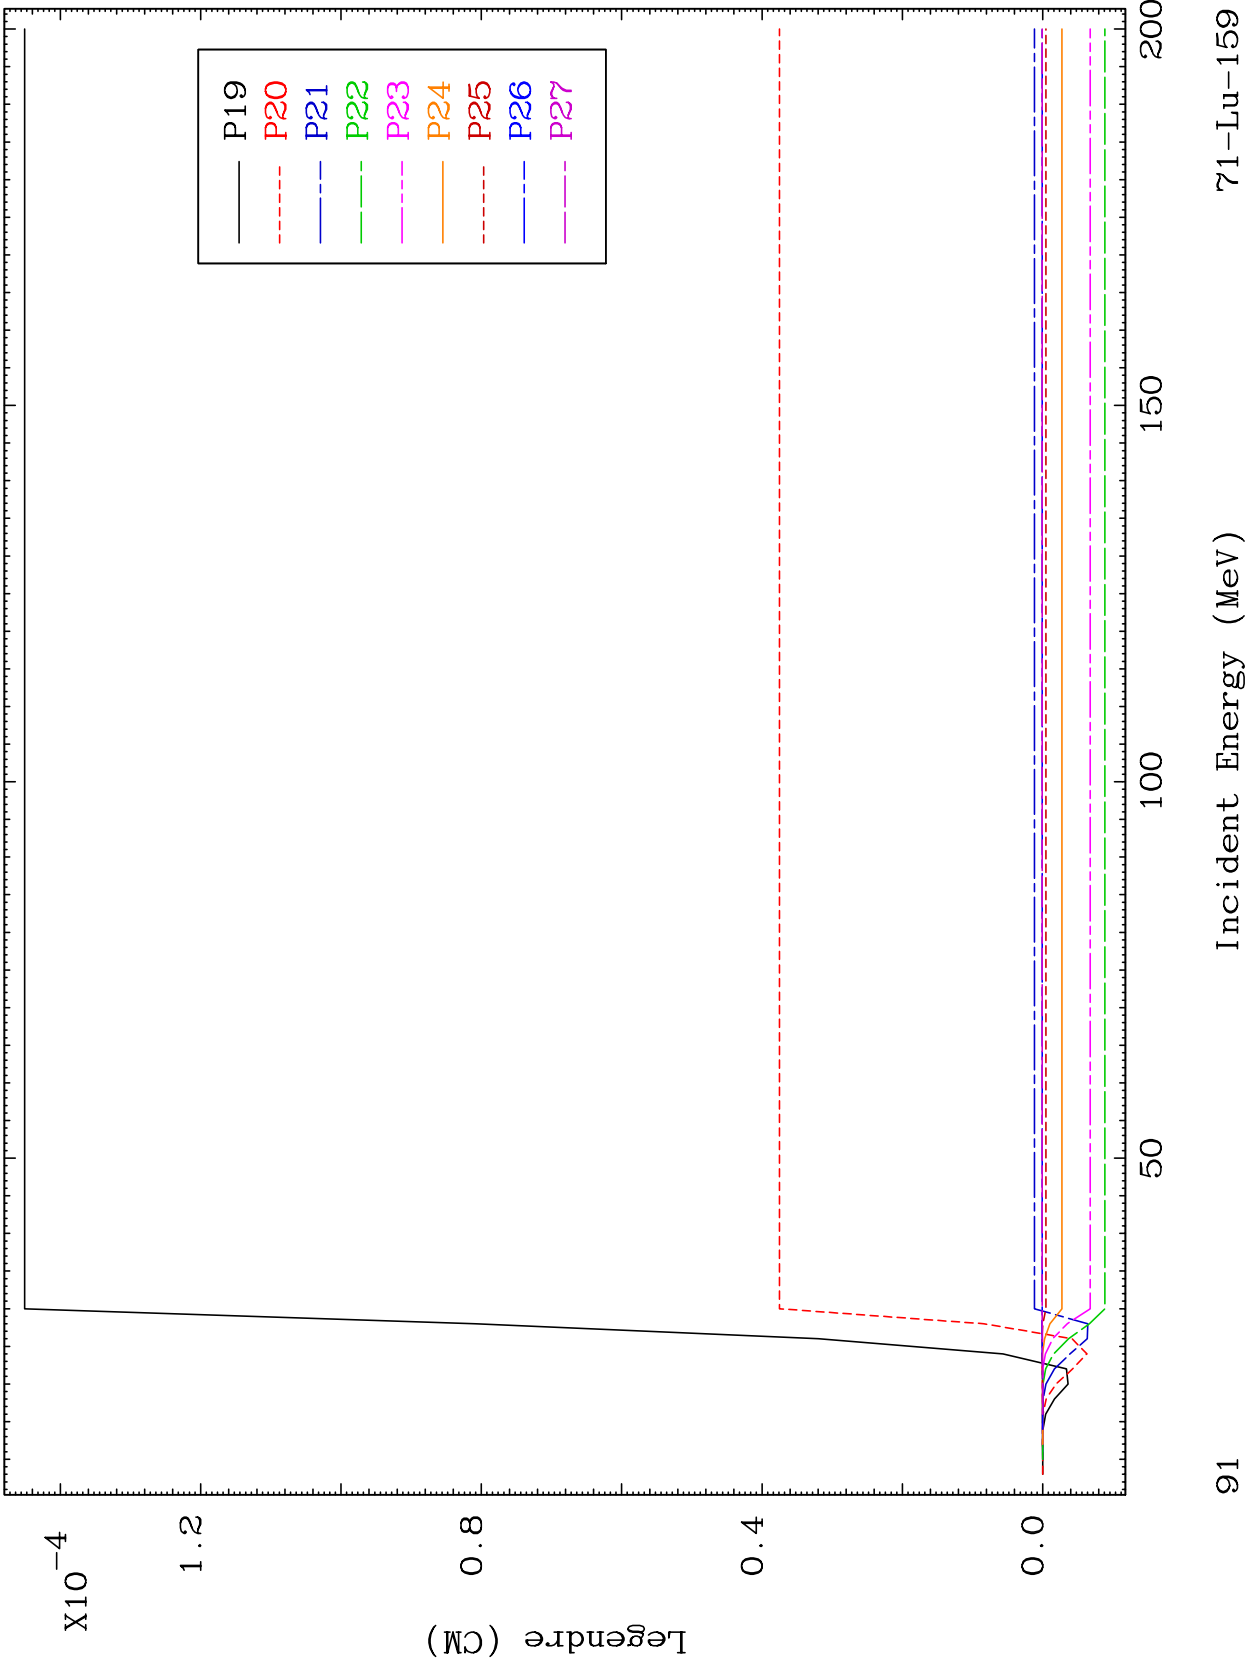 X10-4
1.2
0.8
0.4
0.0
Legendre (CM)
P19
P20
P21
P22
P23
P24
P25
P26
P27
50
100
150
200
91
Incident Energy (MeV)
71-Lu-159